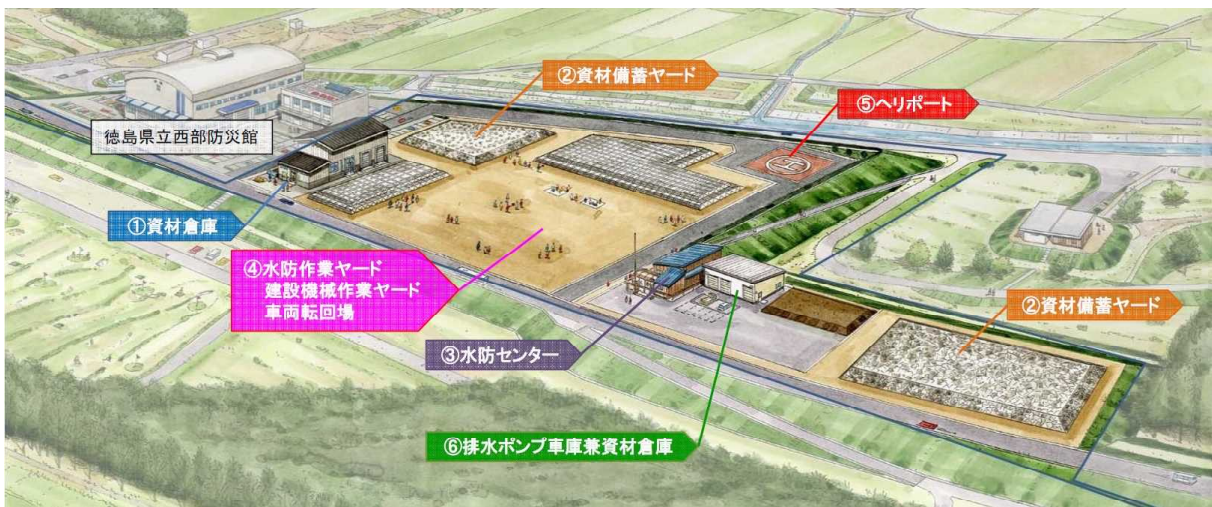 ②資材備蓄ヤード
⑤ヘリポート
徳島県立西部防災館
①資材倉庫
④水防作業ヤード
建設機械作業ヤード
車両転回場
②資材備蓄ヤード
③水防センター
⑥排水ポンプ車庫兼資材倉庫